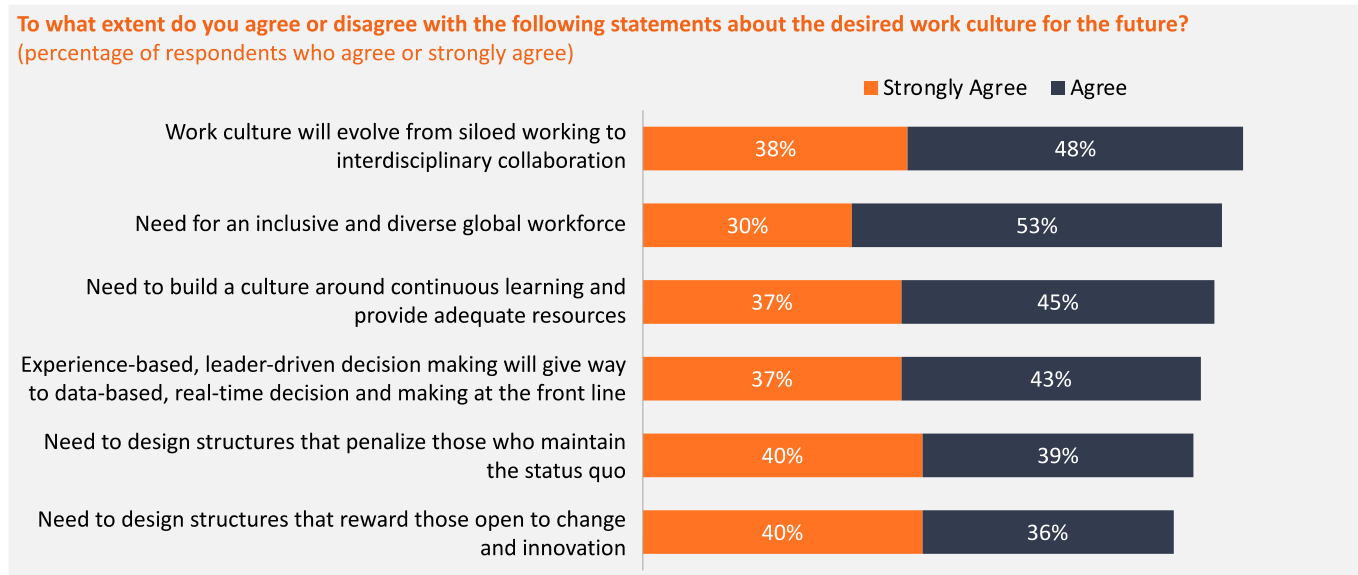 To what extent do you agree or disagree with the following statements about the desired work culture for the future?
(percentage of respondents who agree or strongly agree)
Strongly Agree Agree
Work culture will evolve from siloed working to
interdisciplinary collaboration
38% 48%
Need for an inclusive and diverse global workforce
30% 53%
Need to build a culture around continuous learning and
provide adequate resources
37% 45%
Experience-based, leader-driven decision making will give way
to data-based, real-time decision and making at the front line
37% 43%
Need to design structures that penalize those who maintain
the status quo
40% 39%
Need to design structures that reward those open to change
and innovation
40% 36%